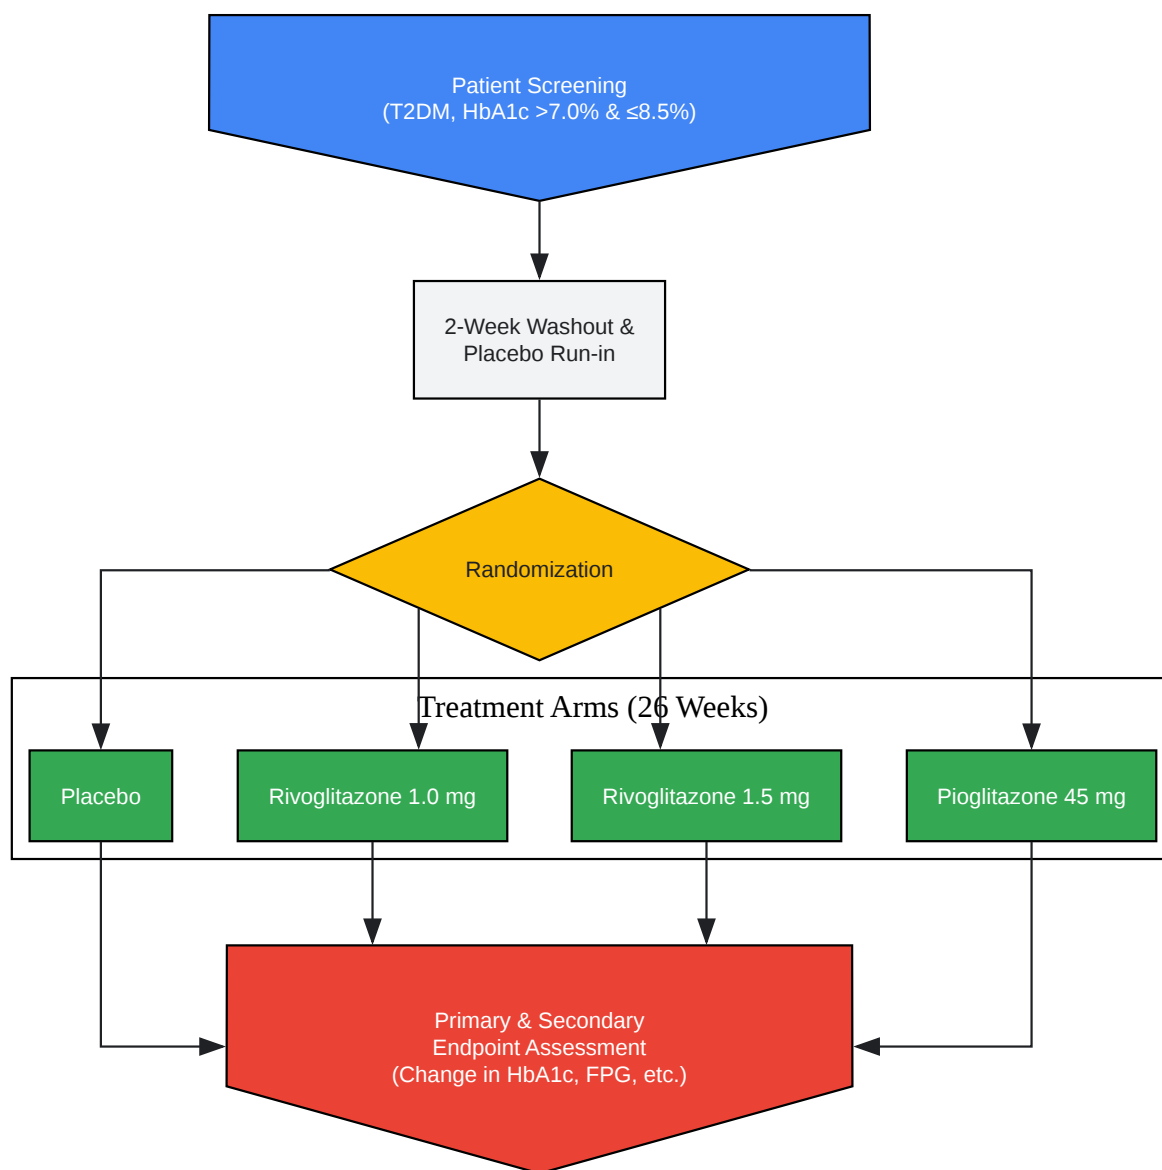 Patient Screening
(T2DM, HbA1c >7.0% & ≤8.5%)
2-Week Washout &
Placebo Run-in
Randomization
Treatment Arms (26 Weeks)
Placebo
Rivoglitazone 1.0 mg
Rivoglitazone 1.5 mg
Pioglitazone 45 mg
Primary & Secondary
Endpoint Assessment
(Change in HbA1c, FPG, etc.)